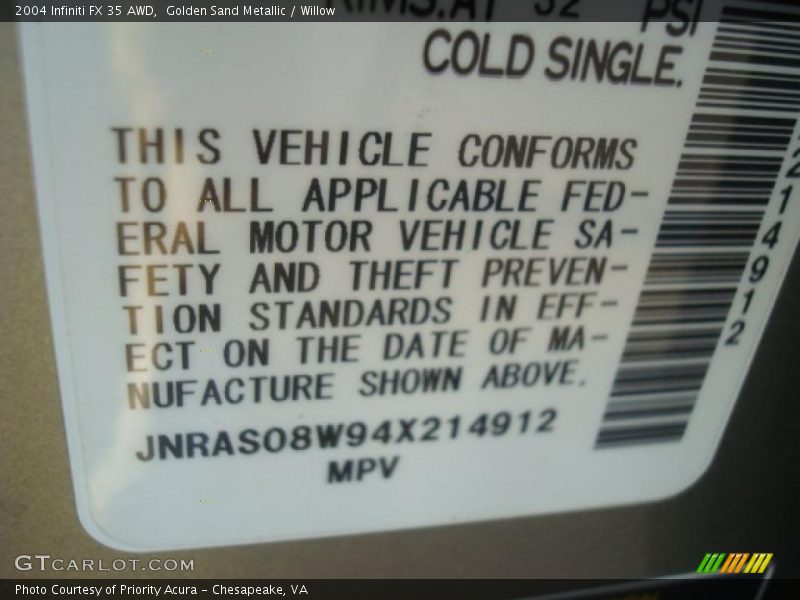 2004 Infiniti FX 35 AWD, Golden Sand Metallic / Willow
32 PSI
COLD SINGLE.
THIS VEHICLE CONFORMS
TO ALL APPLICABLE FED-
ERAL MOTOR VEHICLE SA-
FETY AND THEFT PREVEN-
TION STANDARDS IN EFF-
ECT ON THE DATE OF MA-
NUFACTURE SHOWN ABOVE.
JNRAS08W94X214912
MPV
214912
GTCARLOT.COM
Photo Courtesy of Priority Acura - Chesapeake, VA